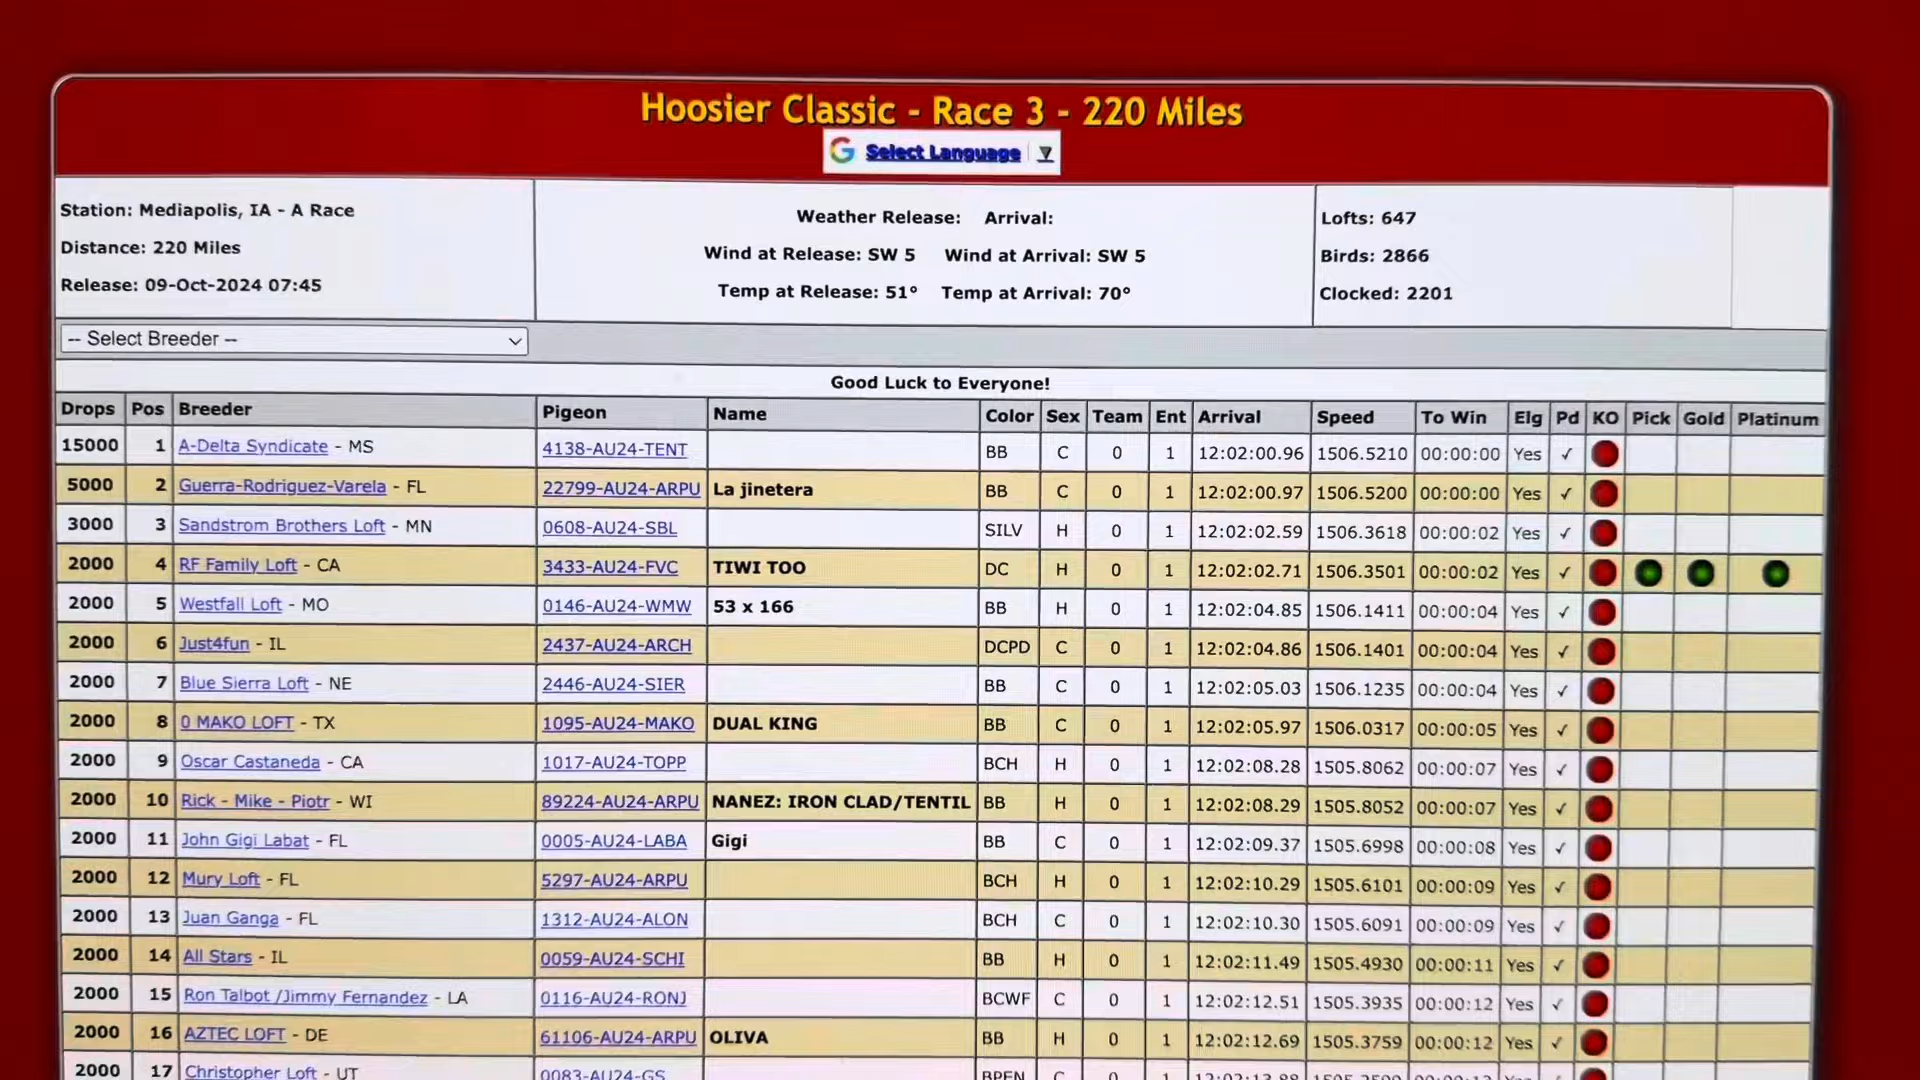 Hoosier Classic - Race 3 - 220 Miles
Select Language
Station: Mediapolis, IA - A Race
Distance: 220 Miles
Release: 09-Oct-2024 07:45
Weather Release: Arrival:
Wind at Release: SW 5 Wind at Arrival: SW 5
Temp at Release: 51° Temp at Arrival: 70°
Lofts: 647
Birds: 2866
Clocked: 2201
-- Select Breeder --
Good Luck to Everyone!
Drops Pos Breeder Pigeon Name Color Sex Team Ent Arrival Speed To Win Elg Pd KO Pick Gold Platinum
15000 1 A-Delta Syndicate - MS 4138-AU24-TENT BB C 0 1 12:02:00.96 1506.5210 00:00:00 Yes ✓
5000 2 Guerra-Rodriguez-Varela - FL 22799-AU24-ARPU La jinetera BB C 0 1 12:02:00.97 1506.5200 00:00:00 Yes ✓
3000 3 Sandstrom Brothers Loft - MN 0608-AU24-SBL SILV H 0 1 12:02:02.59 1506.3618 00:00:02 Yes ✓
2000 4 RF Family Loft - CA 3433-AU24-FVC TIWI TOO DC H 0 1 12:02:02.71 1506.3501 00:00:02 Yes ✓
2000 5 Westfall Loft - MO 0146-AU24-WMW 53 x 166 BB H 0 1 12:02:04.85 1506.1411 00:00:04 Yes ✓
2000 6 Just4fun - IL 2437-AU24-ARCH DCPD C 0 1 12:02:04.86 1506.1401 00:00:04 Yes ✓
2000 7 Blue Sierra Loft - NE 2446-AU24-SIER BB C 0 1 12:02:05.03 1506.1235 00:00:04 Yes ✓
2000 8 0 MAKO LOFT - TX 1095-AU24-MAKO DUAL KING BB C 0 1 12:02:05.97 1506.0317 00:00:05 Yes ✓
2000 9 Oscar Castaneda - CA 1017-AU24-TOPP BCH H 0 1 12:02:08.28 1505.8062 00:00:07 Yes ✓
2000 10 Rick - Mike - Piotr - WI 89224-AU24-ARPU NANEZ: IRON CLAD/TENTIL BB H 0 1 12:02:08.29 1505.8052 00:00:07 Yes ✓
2000 11 John Gigi Labat - FL 0005-AU24-LABA Gigi BB C 0 1 12:02:09.37 1505.6998 00:00:08 Yes ✓
2000 12 Mury Loft - FL 5297-AU24-ARPU BCH H 0 1 12:02:10.29 1505.6101 00:00:09 Yes ✓
2000 13 Juan Ganga - FL 1312-AU24-ALON BCH C 0 1 12:02:10.30 1505.6091 00:00:09 Yes ✓
2000 14 All Stars - IL 0059-AU24-SCHI BB H 0 1 12:02:11.49 1505.4930 00:00:11 Yes ✓
2000 15 Ron Talbot /Jimmy Fernandez - LA 0116-AU24-RONJ BCWF C 0 1 12:02:12.51 1505.3935 00:00:12 Yes ✓
2000 16 AZTEC LOFT - DE 61106-AU24-ARPU OLIVA BB H 0 1 12:02:12.69 1505.3759 00:00:12 Yes ✓
2000 17 Christopher Loft - UT 0083-AU24-GS